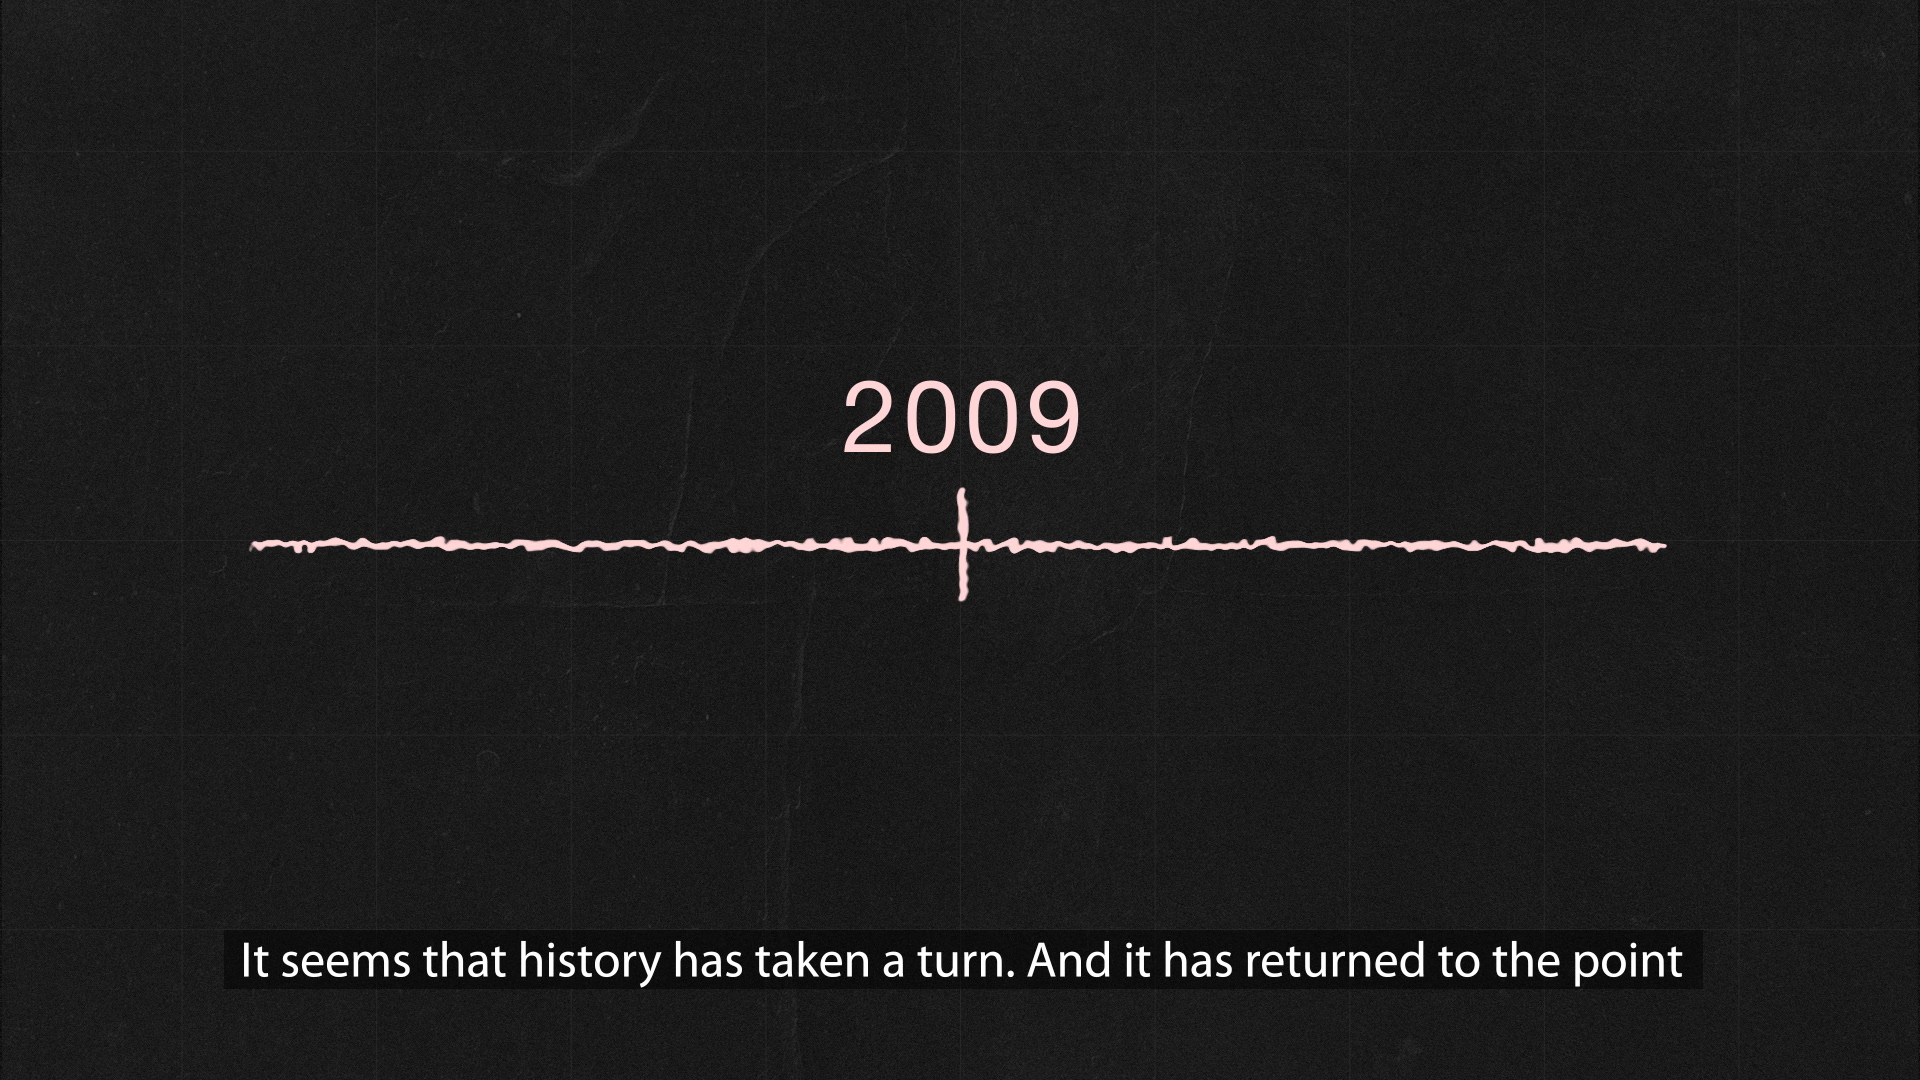 2009
It seems that history has taken a turn. And it has returned to the point